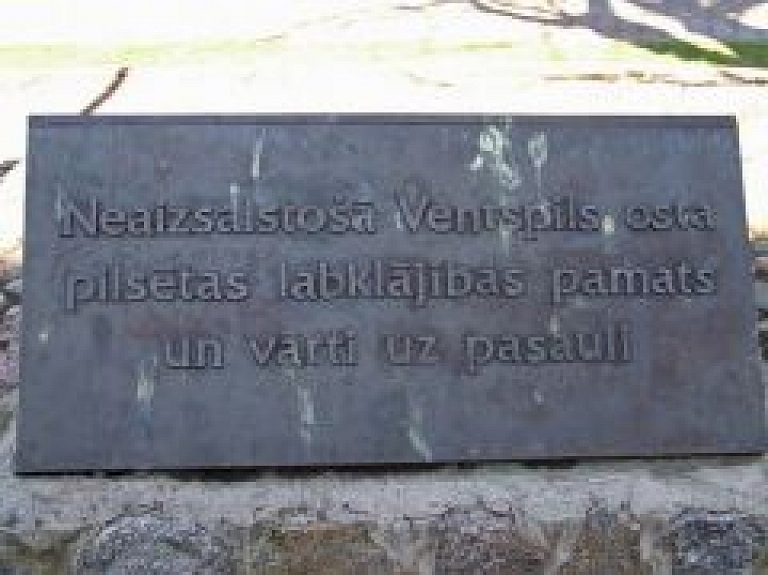 Neaizsalstošā Ventspils osta
pilsētas labklājības pamats
un vārti uz pasauli